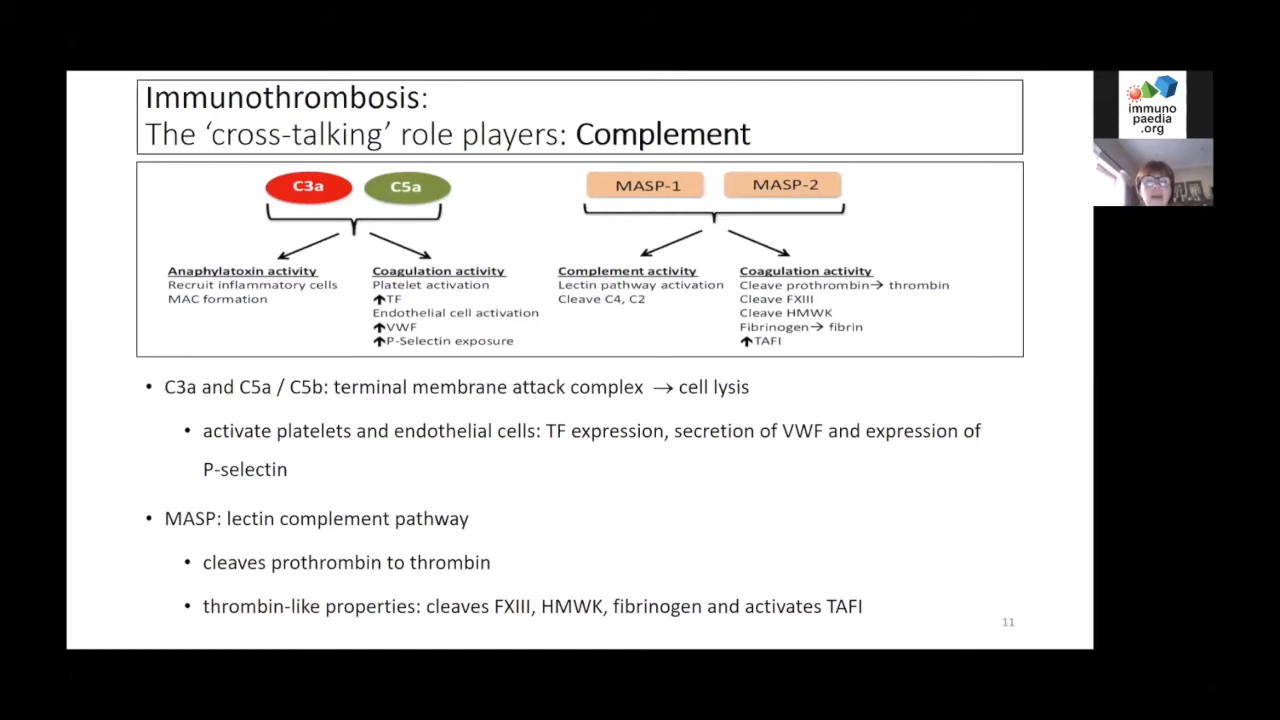 Immunothrombosis:
The ‘cross-talking’ role players: Complement
immuno
paedia
.org
C3a
C5a
MASP-1
MASP-2
Anaphylatoxin activity
Recruit inflammatory cells
MAC formation
Coagulation activity
Platelet activation
↑TF
Endothelial cell activation
↑VWF
↑P-Selectin exposure
Complement activity
Lectin pathway activation
Cleave C4, C2
Coagulation activity
Cleave prothrombin→ thrombin
Cleave FXIII
Cleave HMWK
Fibrinogen→ fibrin
↑TAFI
• C3a and C5a / C5b: terminal membrane attack complex → cell lysis
• activate platelets and endothelial cells: TF expression, secretion of VWF and expression of
P-selectin
• MASP: lectin complement pathway
• cleaves prothrombin to thrombin
• thrombin-like properties: cleaves FXIII, HMWK, fibrinogen and activates TAFI
11